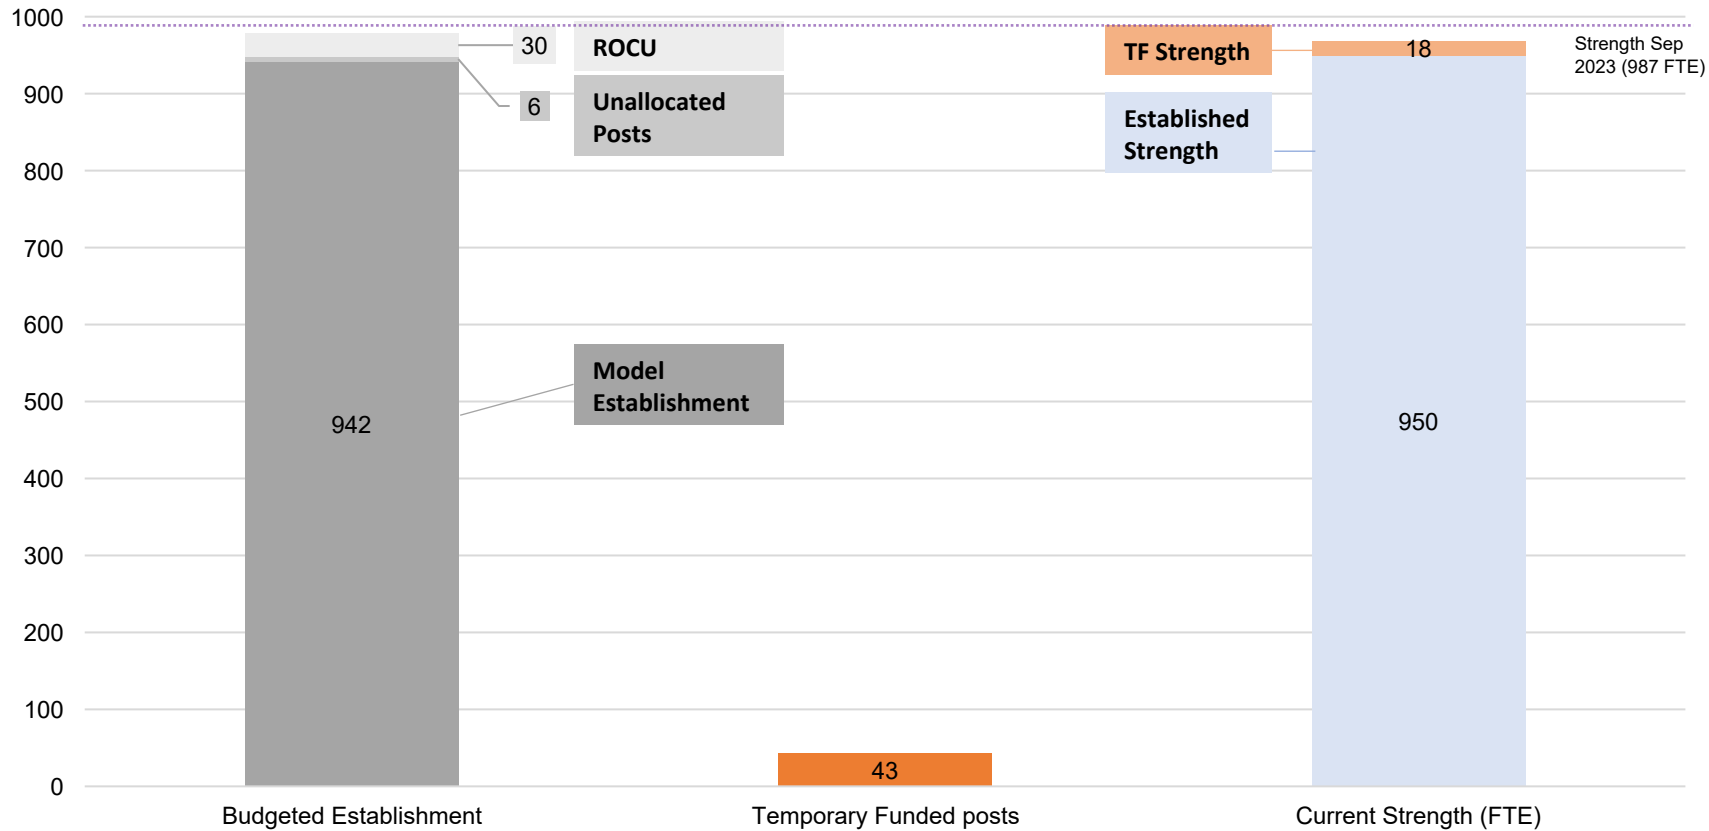 1000
900
800
700
600
500
400
300
200
100
0
30
ROCU
6
Unallocated
Posts
Model
Establishment
942
43
TF Strength
18
Established
Strength
950
Strength Sep
2023 (987 FTE)
Budgeted Establishment
Temporary Funded posts
Current Strength (FTE)